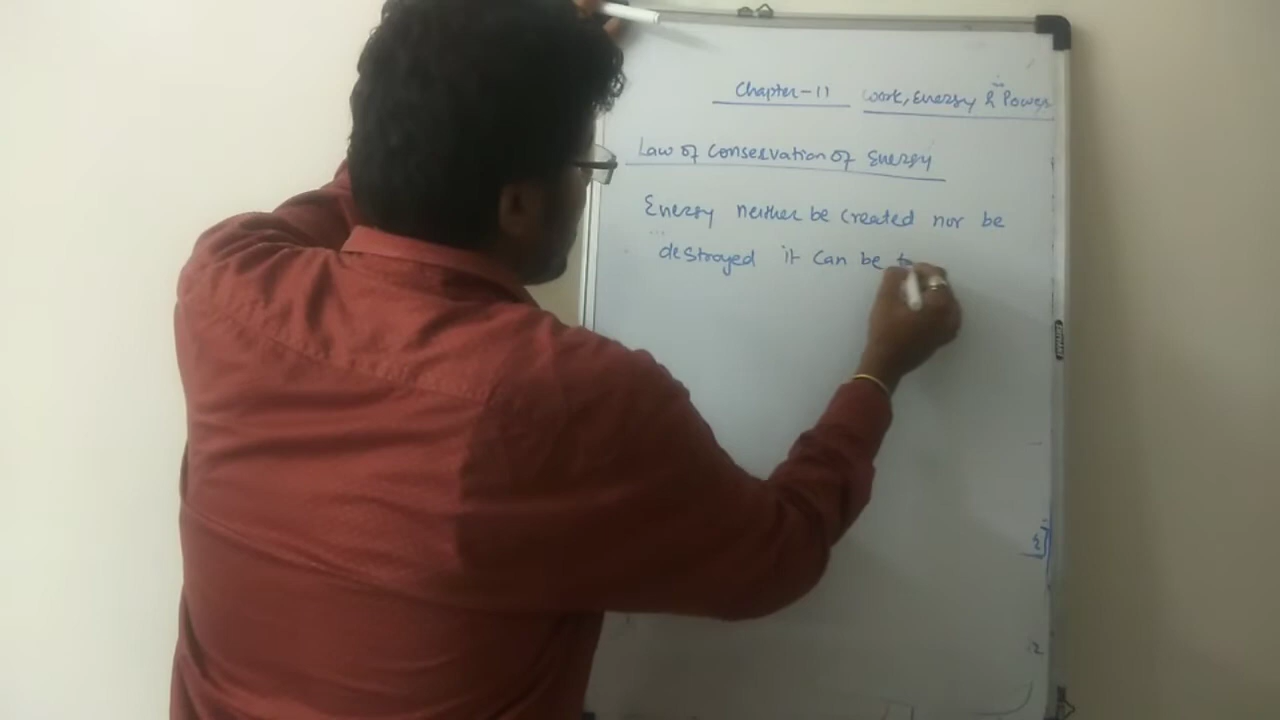 Chapter-11 Work, Energy & Power
Law of Conservation of Energy
Energy neither be created nor be
destroyed it can be